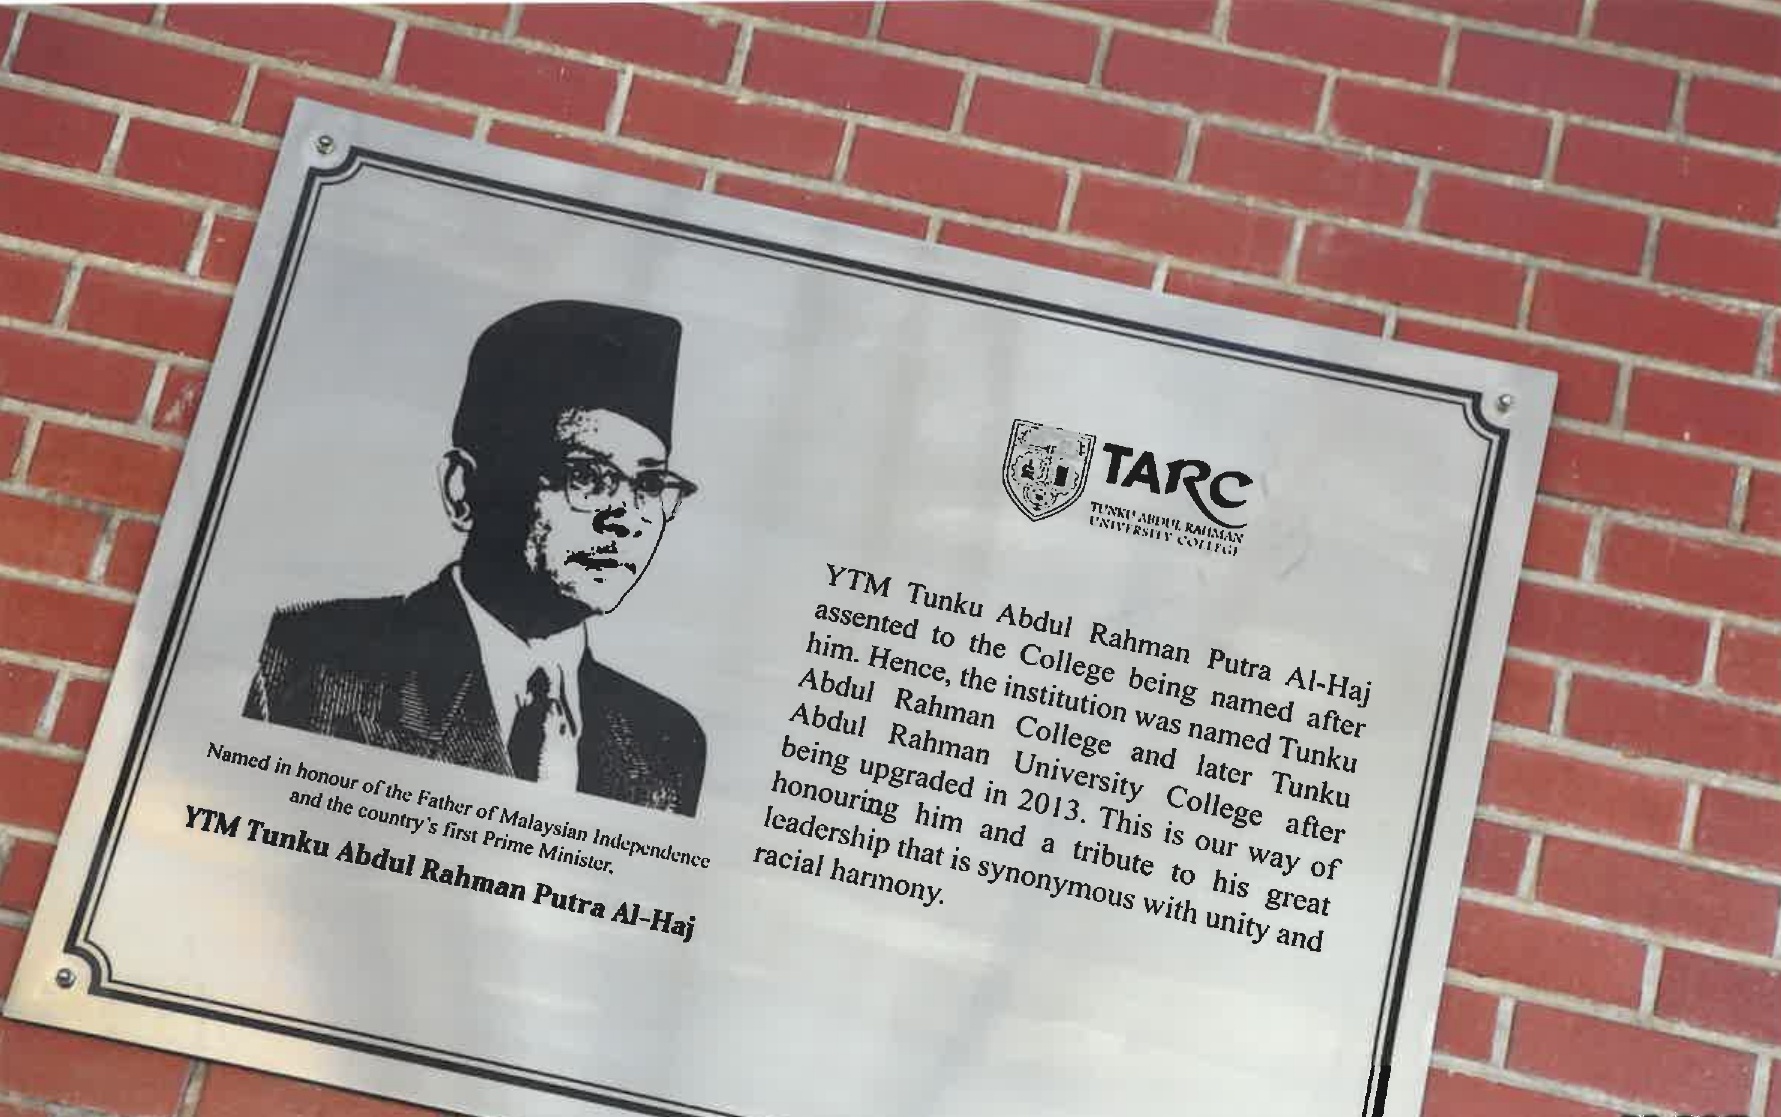 Named in honour of the Father of Malaysian Independence
and the country's first Prime Minister.
YTM Tunku Abdul Rahman Putra Al-Haj
TARC
TUNKU ABDUL RAHMAN
UNIVERSITY COLLEGE
YTM Tunku Abdul Rahman Putra Al-Haj
assented to the College being named after
him. Hence, the institution was named Tunku
Abdul Rahman College and later Tunku
Abdul Rahman University College after
being upgraded in 2013. This is our way of
honouring him and a tribute to his great
leadership that is synonymous with unity and
racial harmony.